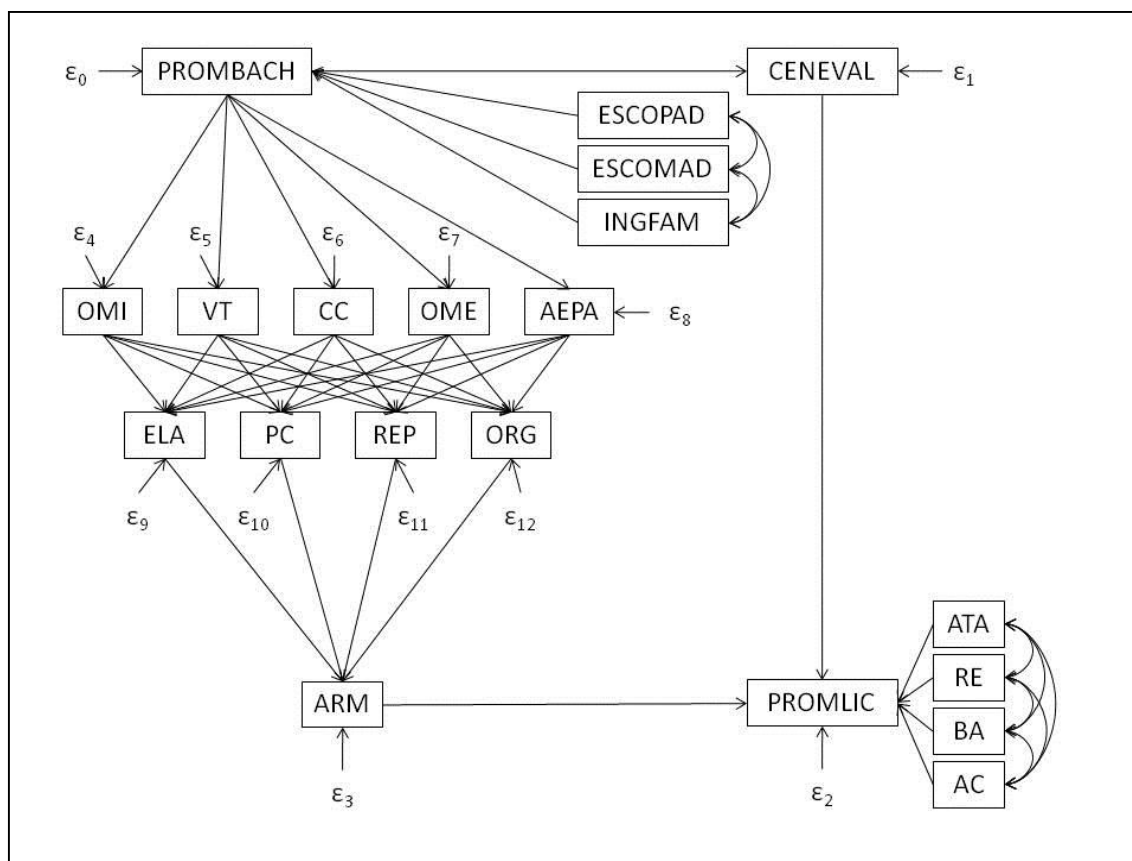 ε0 PROMBACH CENEVAL ε1
ESCOPAD
ESCOMAD
INGFAM
ε4 ε5 ε6 ε7
OMI VT CC OME AEPA ε8
ELA PC REP ORG
ε9 ε10 ε11 ε12
ATA
RE
ARM PROMLIC
BA
AC
ε3 ε2